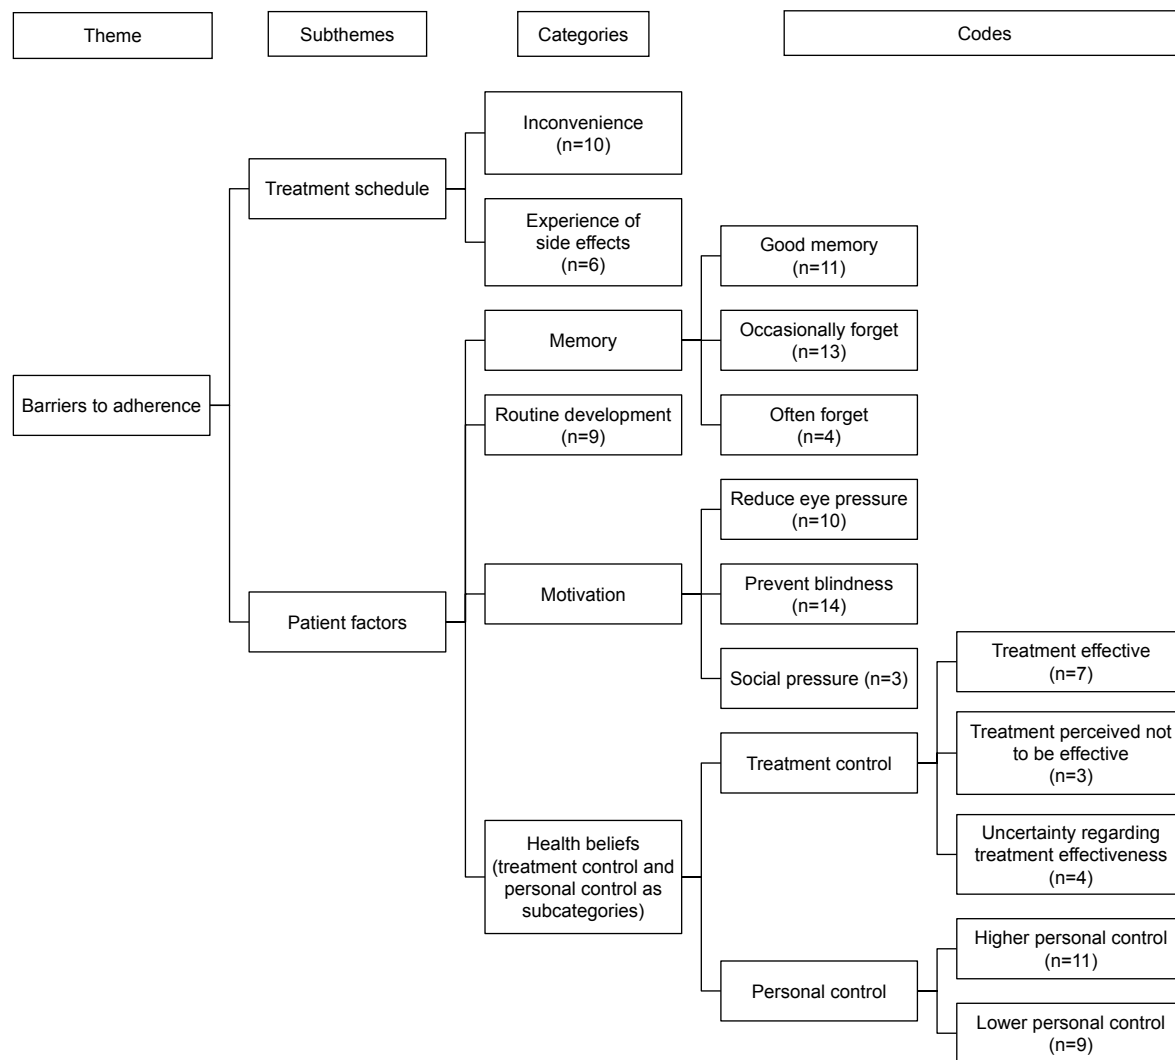 Theme
Subthemes
Categories
Codes
Inconvenience
(n=10)
Treatment schedule
Experience of
side effects
(n=6)
Good memory
(n=11)
Memory
Occasionally forget
(n=13)
Barriers to adherence
Routine development
(n=9)
Often forget
(n=4)
Reduce eye pressure
(n=10)
Patient factors
Motivation
Prevent blindness
(n=14)
Social pressure (n=3)
Treatment effective
(n=7)
Treatment control
Treatment perceived not
to be effective
(n=3)
Health beliefs
(treatment control and
personal control as
subcategories)
Uncertainty regarding
treatment effectiveness
(n=4)
Higher personal control
(n=11)
Personal control
Lower personal control
(n=9)